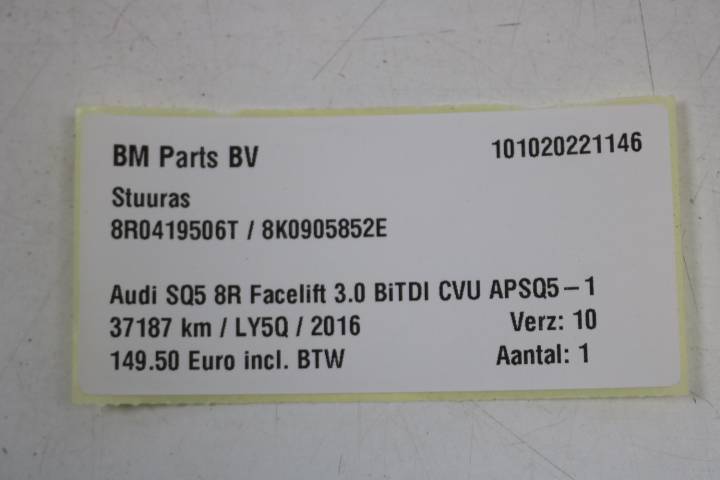 BM Parts BV 101020221146
Stuuras
8R0419506T / 8K0905852E
Audi SQ5 8R Facelift 3.0 BiTDI CVU APSQ5-1
37187 km / LY5Q / 2016 Verz: 10
149.50 Euro incl. BTW Aantal: 1